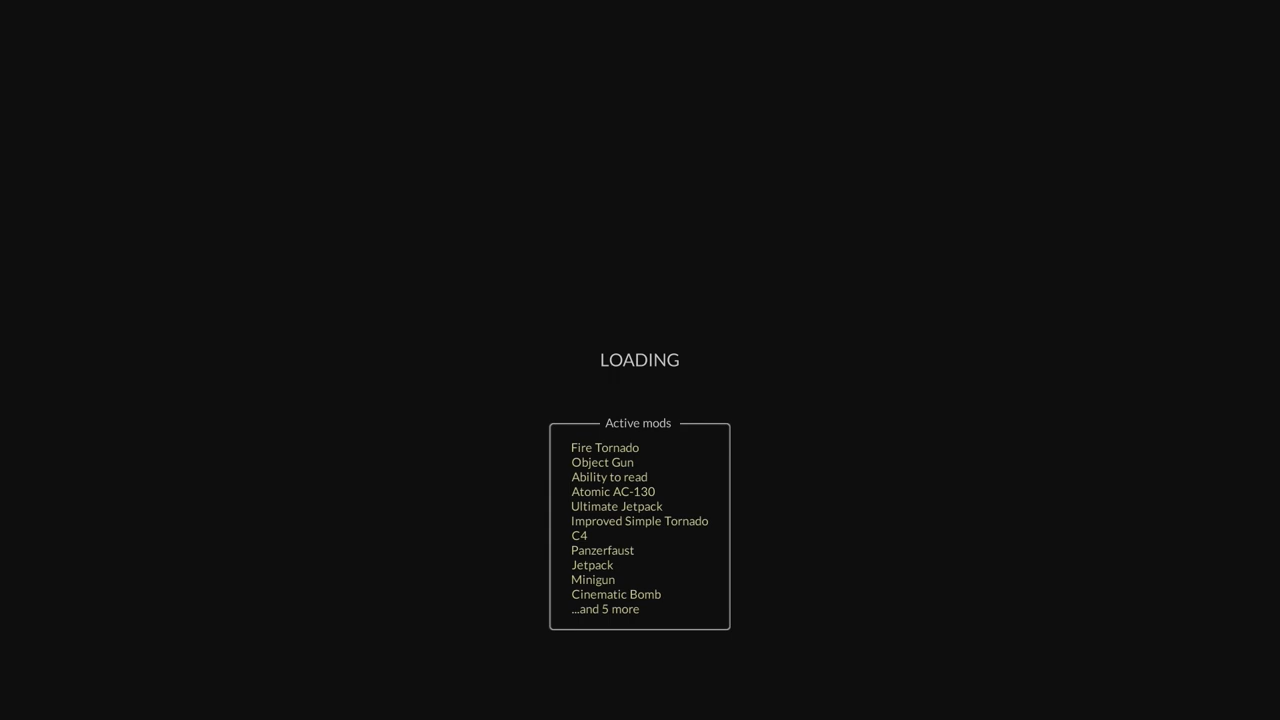 LOADING
Active mods
Fire Tornado
Object Gun
Ability to read
Atomic AC-130
Ultimate Jetpack
Improved Simple Tornado
C4
Panzerfaust
Jetpack
Minigun
Cinematic Bomb
...and 5 more